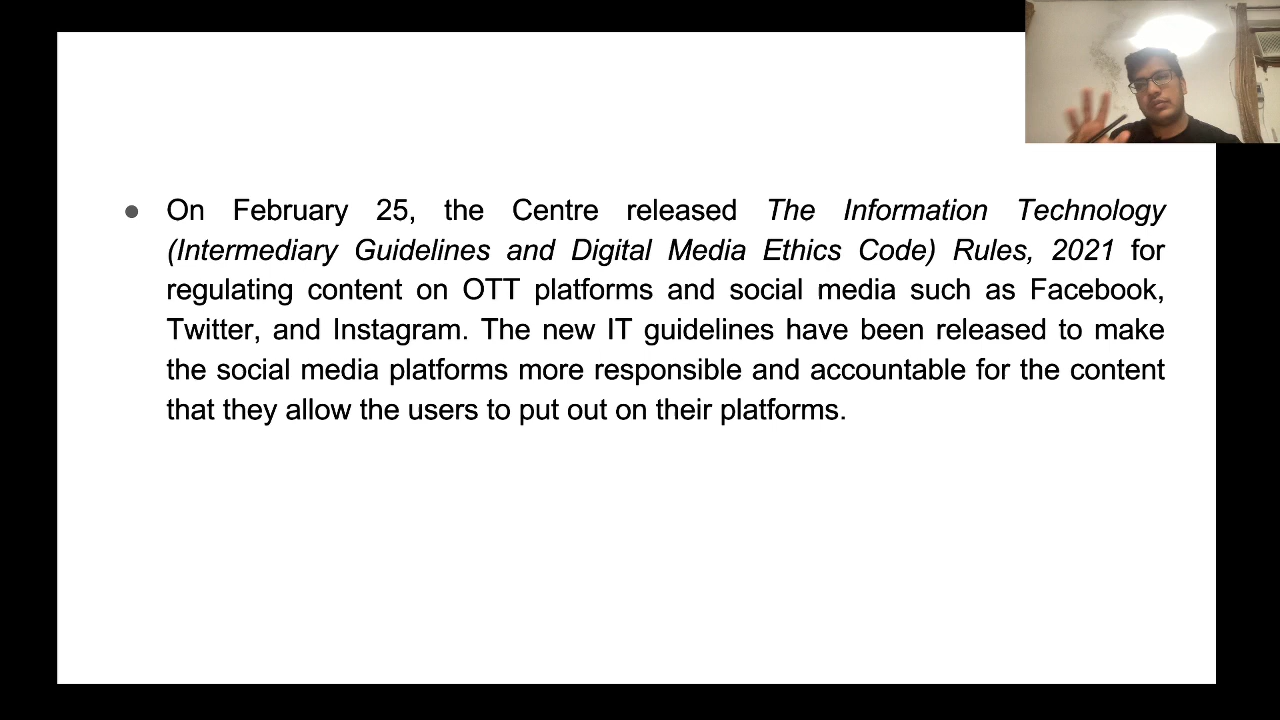 ● On February 25, the Centre released The Information Technology
(Intermediary Guidelines and Digital Media Ethics Code) Rules, 2021 for
regulating content on OTT platforms and social media such as Facebook,
Twitter, and Instagram. The new IT guidelines have been released to make
the social media platforms more responsible and accountable for the content
that they allow the users to put out on their platforms.